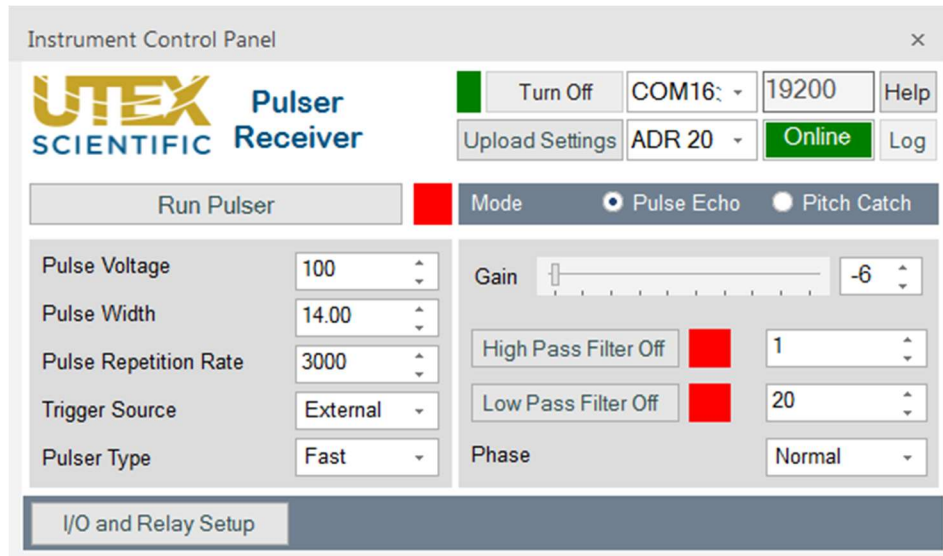 Instrument Control Panel ×
UTEX
SCIENTIFIC
Pulser
Receiver
Turn Off COM16: 19200 Help
Upload Settings ADR 20 Online Log
Run Pulser
Mode Pulse Echo Pitch Catch
Pulse Voltage 100
Pulse Width 14.00
Pulse Repetition Rate 3000
Trigger Source External
Pulser Type Fast
Gain -6
High Pass Filter Off 1
Low Pass Filter Off 20
Phase Normal
I/O and Relay Setup